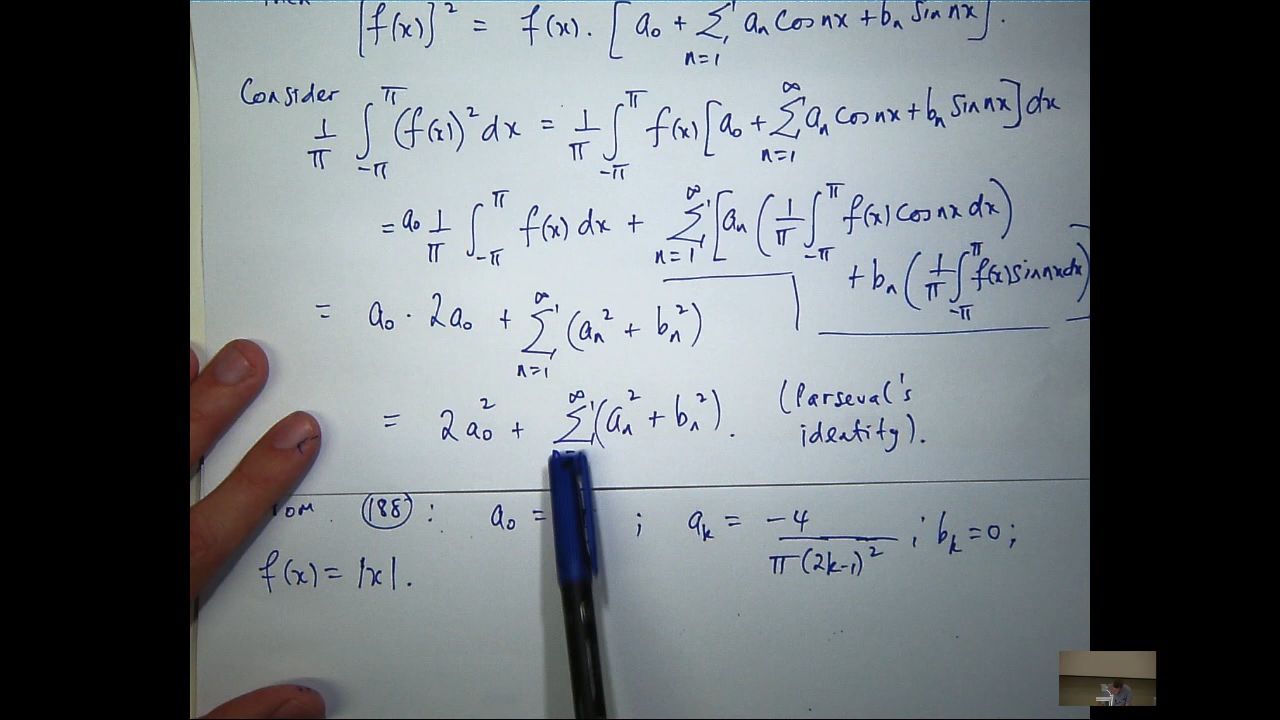 [f(x)]² = f(x). [a₀ + ∑ₙ₌₁ aₙ cos nx + bₙ sin nx].
Consider
1/π ∫_{-π}^{π} (f(x))² dx = 1/π ∫_{-π}^{π} f(x) [a₀ + ∑_{n=1}^{∞} aₙ cos nx + bₙ sin nx] dx
= a₀ 1/π ∫_{-π}^{π} f(x) dx + ∑_{n=1}^{∞} [aₙ (1/π ∫_{-π}^{π} f(x) cos nx dx)
+ bₙ (1/π ∫_{-π}^{π} f(x) sin nx dx)]
= a₀ · 2a₀ + ∑_{n=1}^{∞} (aₙ² + bₙ²)
= 2a₀² + ∑^{∞} (aₙ² + bₙ²). (Parseval's
identity).
(188) : a₀ = ; aₖ = -4/(π(2k-1)²) ; bₖ = 0 ;
f(x) = |x|.